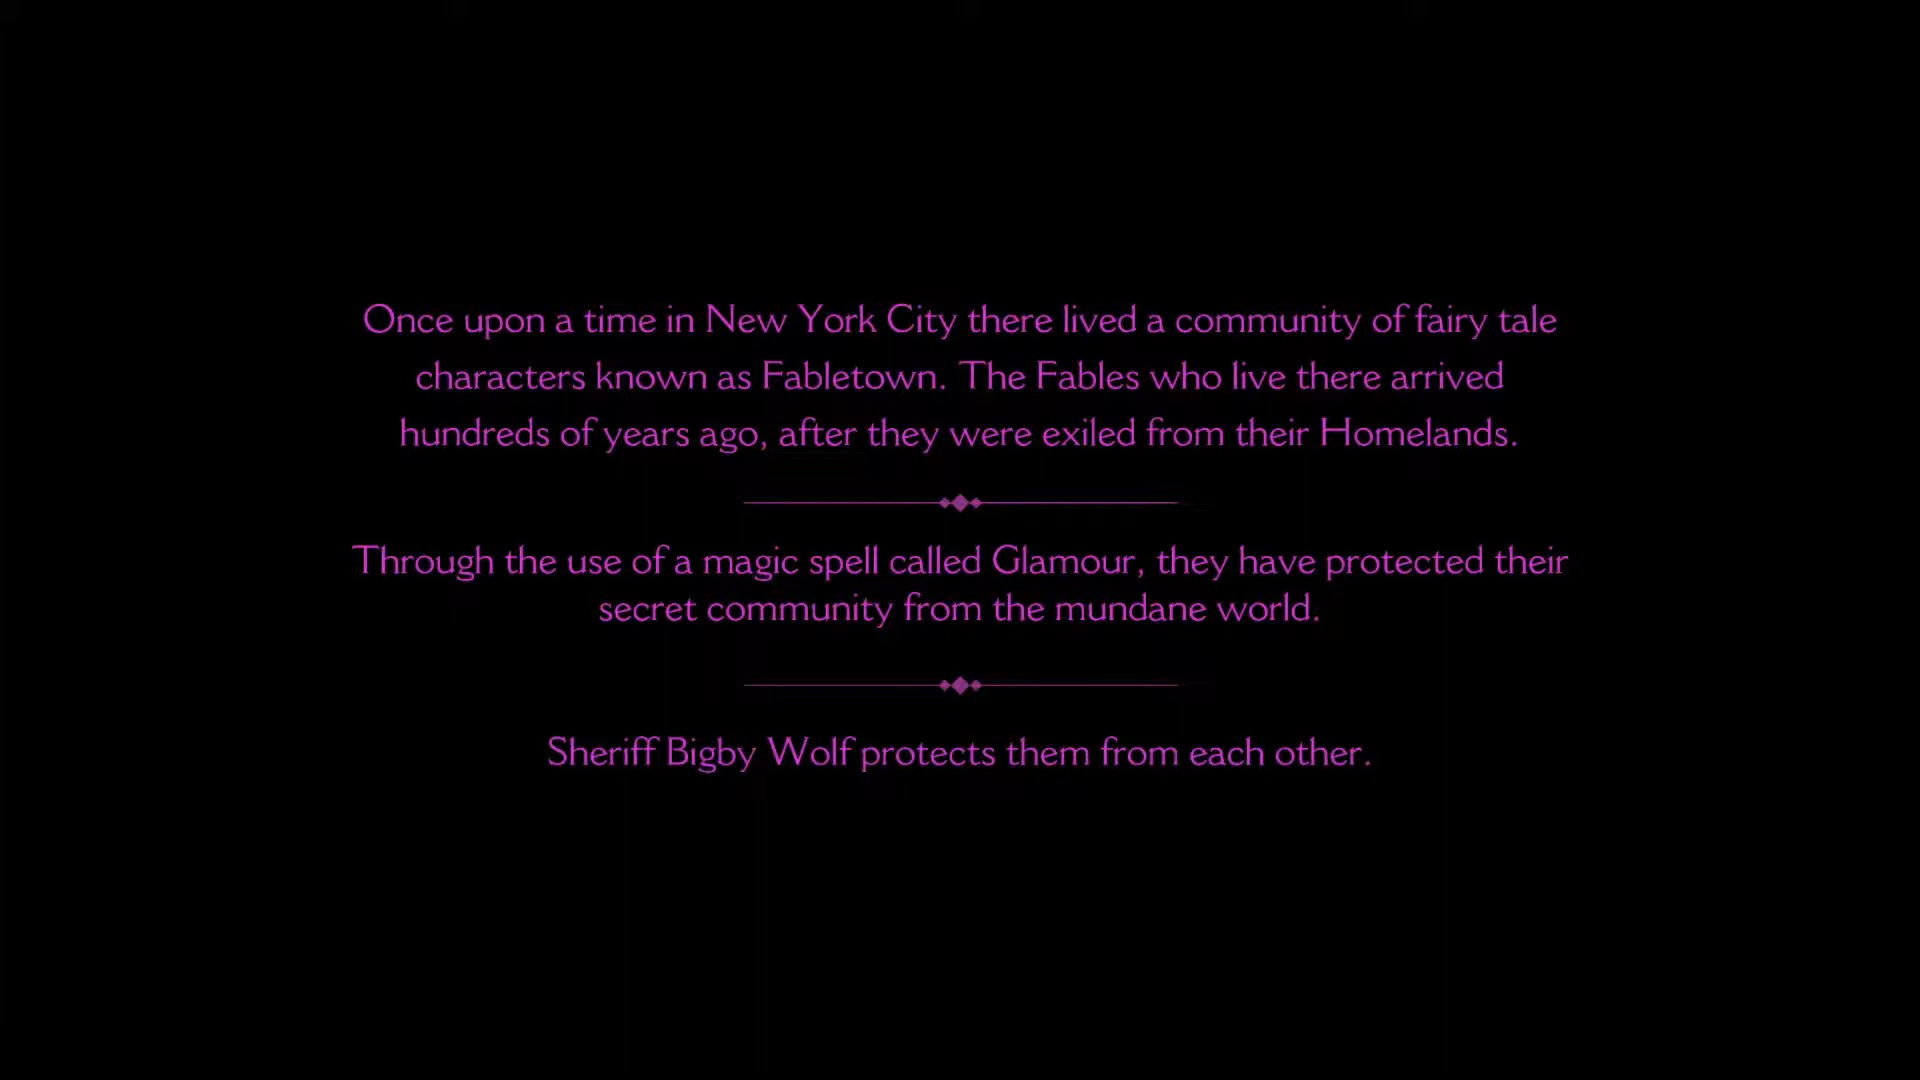 Once upon a time in New York City there lived a community of fairy tale
characters known as Fabletown. The Fables who live there arrived
hundreds of years ago, after they were exiled from their Homelands.
Through the use of a magic spell called Glamour, they have protected their
secret community from the mundane world.
Sheriff Bigby Wolf protects them from each other.